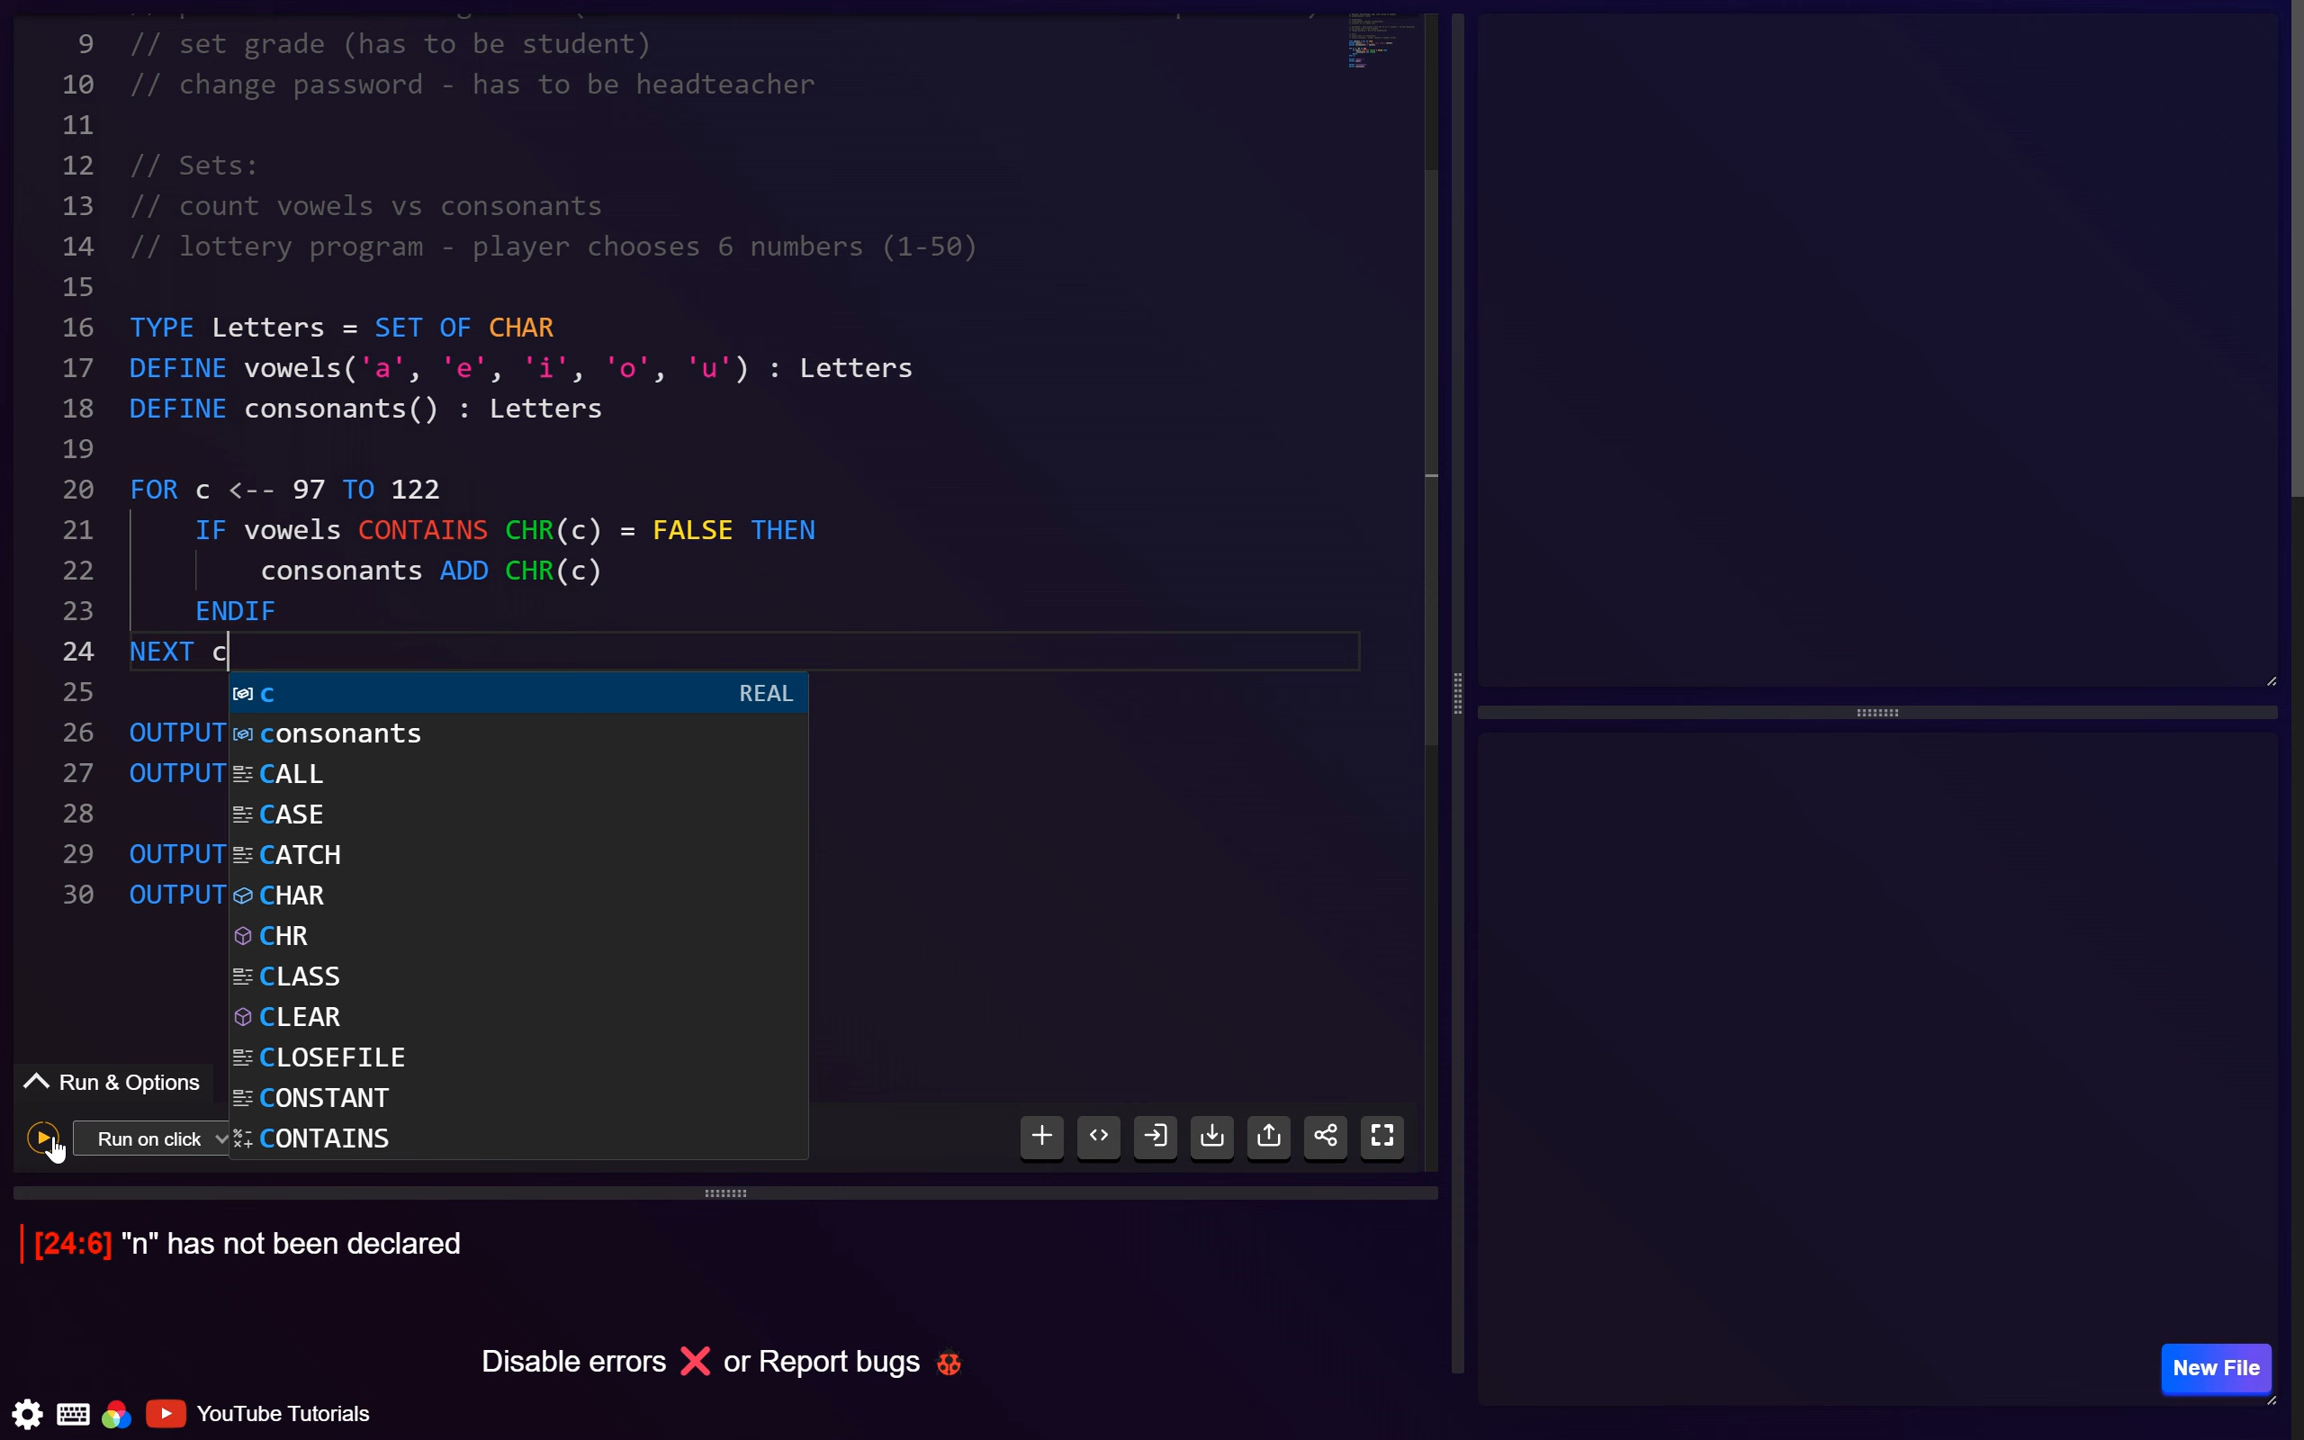 9 // set grade (has to be student)
10 // change password - has to be headteacher
11
12 // Sets:
13 // count vowels vs consonants
14 // lottery program - player chooses 6 numbers (1-50)
15
16 TYPE Letters = SET OF CHAR
17 DEFINE vowels('a', 'e', 'i', 'o', 'u') : Letters
18 DEFINE consonants() : Letters
19
20 FOR c <-- 97 TO 122
21 IF vowels CONTAINS CHR(c) = FALSE THEN
22 consonants ADD CHR(c)
23 ENDIF
24 NEXT c
25
c REAL
26 OUTPUT
consonants
27 OUTPUT
CALL
28
CASE
29 OUTPUT
CATCH
30 OUTPUT
CHAR
CHR
CLASS
CLEAR
CLOSEFILE
CONSTANT
CONTAINS
Run & Options
Run on click
[24:6] "n" has not been declared
Disable errors ❌ or Report bugs 🐞
New File
YouTube Tutorials